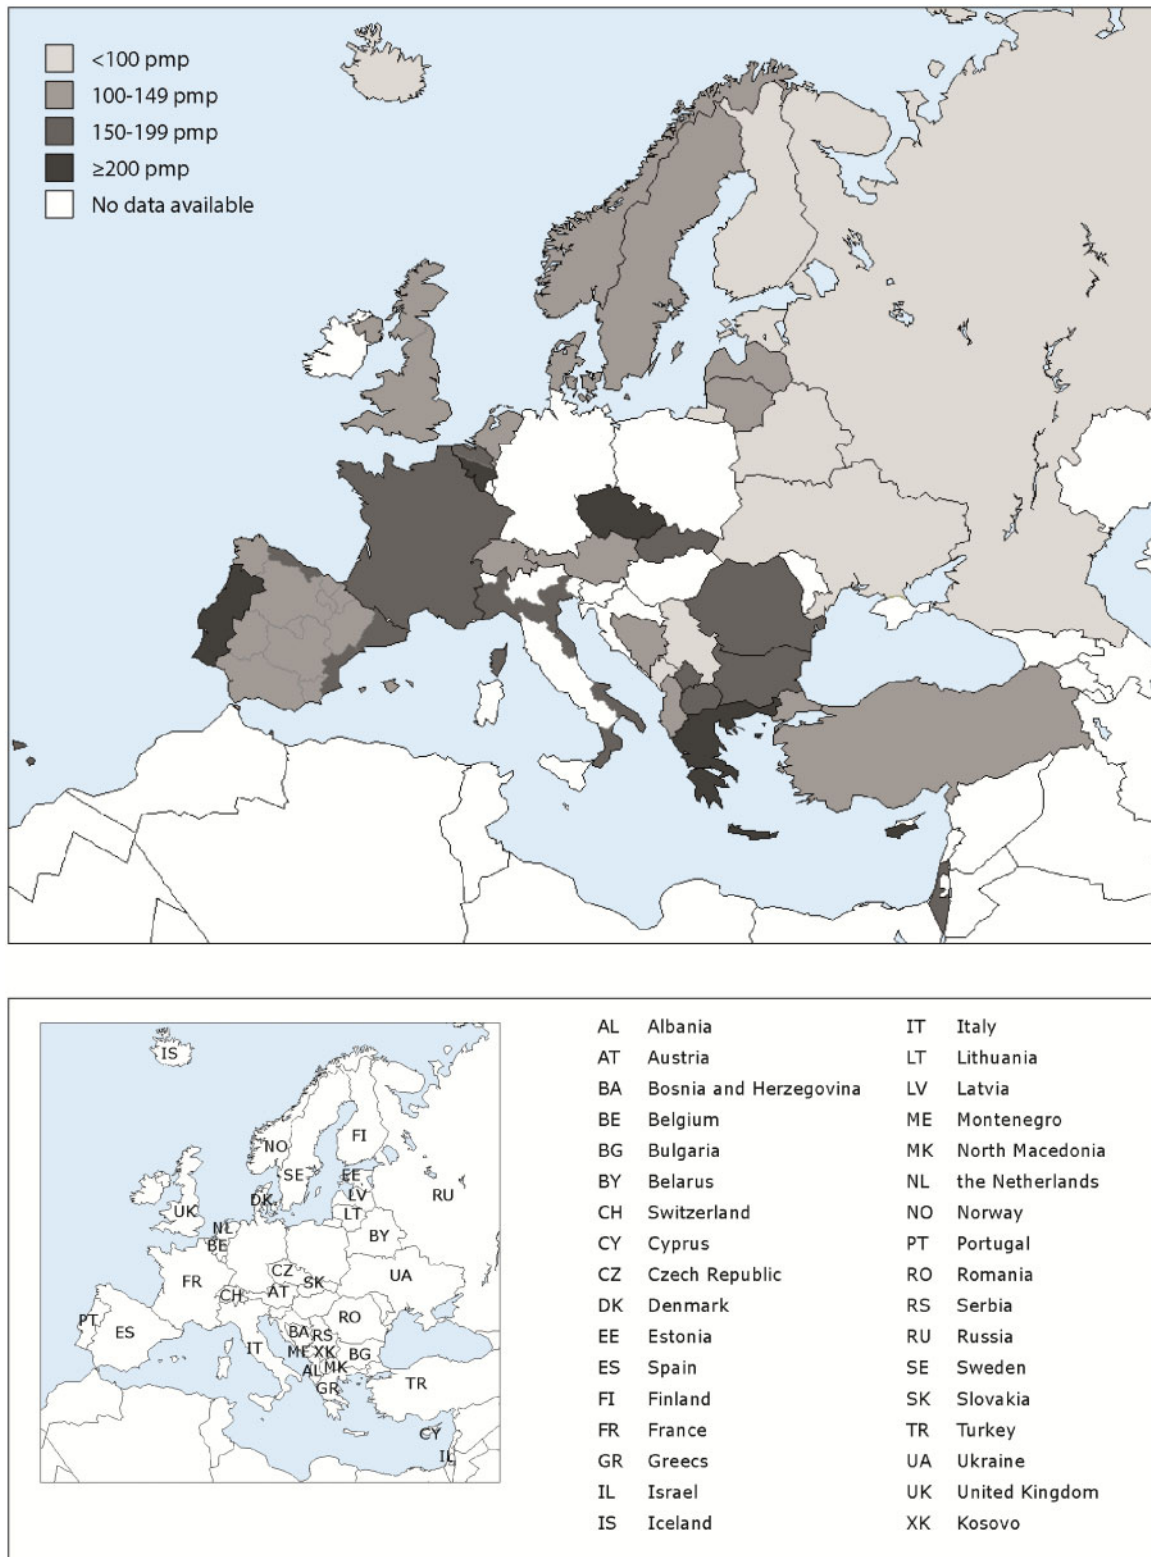 <100 pmp
100-149 pmp
150-199 pmp
≥200 pmp
No data available
IS
NO
FI
SE
EE
RU
DK
LV
LT
UK
NL
BY
BE
CZ
UA
FR
SK
CH
AT
RO
PT
ES
BA
RS
IT
ME
XK
BG
AL
MK
TR
GR
CY
IL
AL Albania
AT Austria
BA Bosnia and Herzegovina
BE Belgium
BG Bulgaria
BY Belarus
CH Switzerland
CY Cyprus
CZ Czech Republic
DK Denmark
EE Estonia
ES Spain
FI Finland
FR France
GR Greecs
IL Israel
IS Iceland
IT Italy
LT Lithuania
LV Latvia
ME Montenegro
MK North Macedonia
NL the Netherlands
NO Norway
PT Portugal
RO Romania
RS Serbia
RU Russia
SE Sweden
SK Slovakia
TR Turkey
UA Ukraine
UK United Kingdom
XK Kosovo